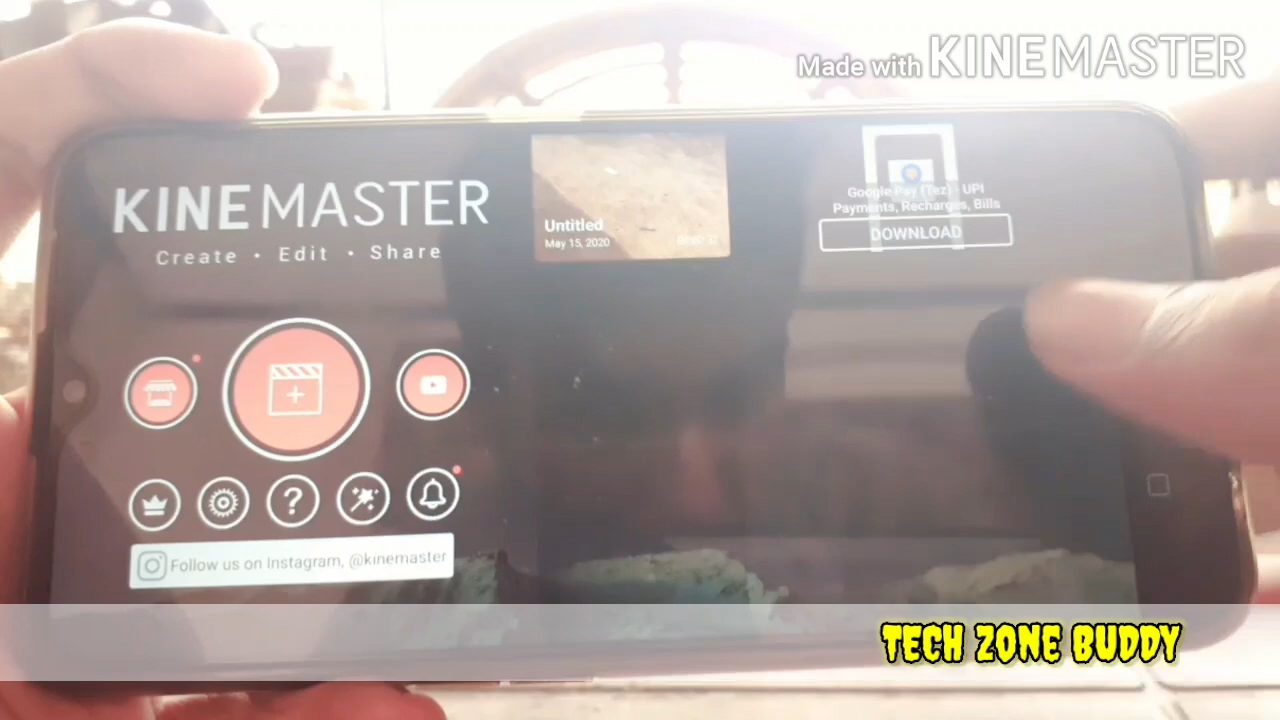 Made with KINEMASTER
KINEMASTER
Create • Edit • Share
Untitled
May 15, 2020
Google Pay (Tez) - UPI
Payments, Recharges, Bills
DOWNLOAD
Follow us on Instagram, @kinemaster
TECH ZONE BUDDY